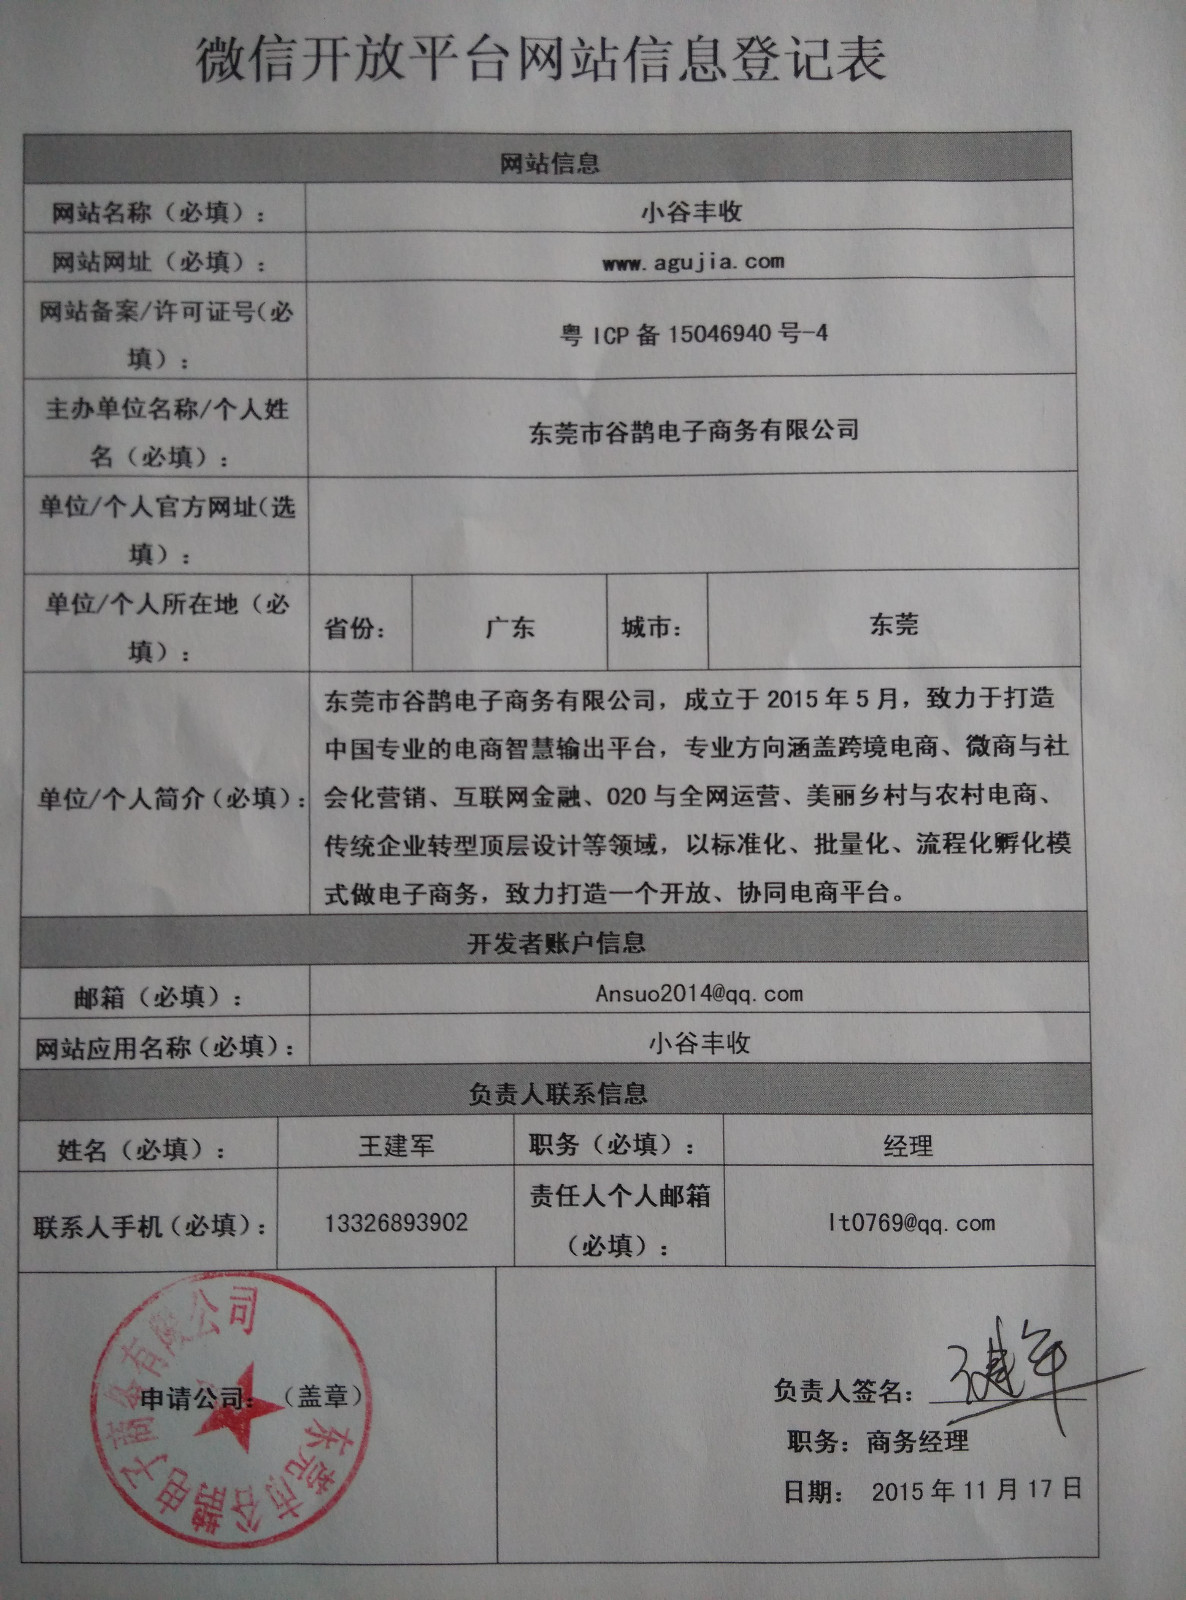 微信开放平台网站信息登记表
网站信息
网站名称（必填）： 小谷丰收
网站网址（必填）： www.agujia.com
网站备案/许可证号（必
填）：
粤 ICP 备 15046940 号-4
主办单位名称/个人姓
名（必填）：
东莞市谷鹊电子商务有限公司
单位/个人官方网址（选
填）：
单位/个人所在地（必
填）：
省份： 广东 城市： 东莞
单位/个人简介（必填）：
东莞市谷鹊电子商务有限公司，成立于 2015 年 5 月，致力于打造
中国专业的电商智慧输出平台，专业方向涵盖跨境电商、微商与社
会化营销、互联网金融、O2O 与全网运营、美丽乡村与农村电商、
传统企业转型顶层设计等领域，以标准化、批量化、流程化孵化模
式做电子商务，致力打造一个开放、协同电商平台。
开发者账户信息
邮箱（必填）： Ansuo2014@qq.com
网站应用名称（必填）： 小谷丰收
负责人联系信息
姓名（必填）： 王建军 职务（必填）： 经理
联系人手机（必填）： 13326893902
责任人个人邮箱
（必填）：
lt0769@qq.com
东莞市谷鹊电子商务有限公司
申请公司：（盖章）
负责人签名： 王建军
职务：商务经理
日期： 2015 年 11 月 17 日